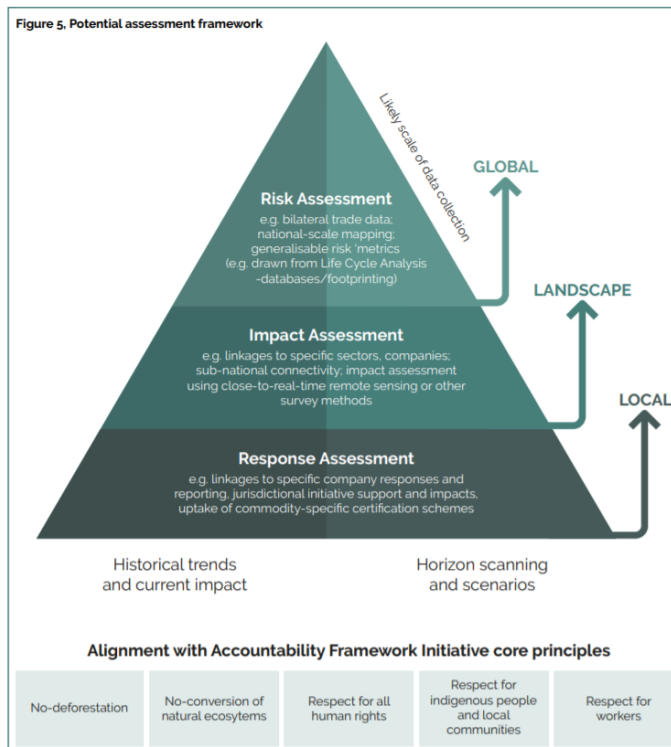 Figure 5, Potential assessment framework
Likely scale of data collection
GLOBAL
Risk Assessment
e.g. bilateral trade data;
national-scale mapping;
generalisable risk 'metrics
(e.g. drawn from Life Cycle Analysis
-databases/footprinting)
LANDSCAPE
Impact Assessment
e.g. linkages to specific sectors, companies;
sub-national connectivity; impact assessment
using close-to-real-time remote sensing or other
survey methods
LOCAL
Response Assessment
e.g. linkages to specific company responses and
reporting, jurisdictional initiative support and impacts,
uptake of commodity-specific certification schemes
Historical trends
and current impact
Horizon scanning
and scenarios
Alignment with Accountability Framework Initiative core principles
No-deforestation
No-conversion of
natural ecosytems
Respect for all
human rights
Respect for
indigenous people
and local
communities
Respect for
workers